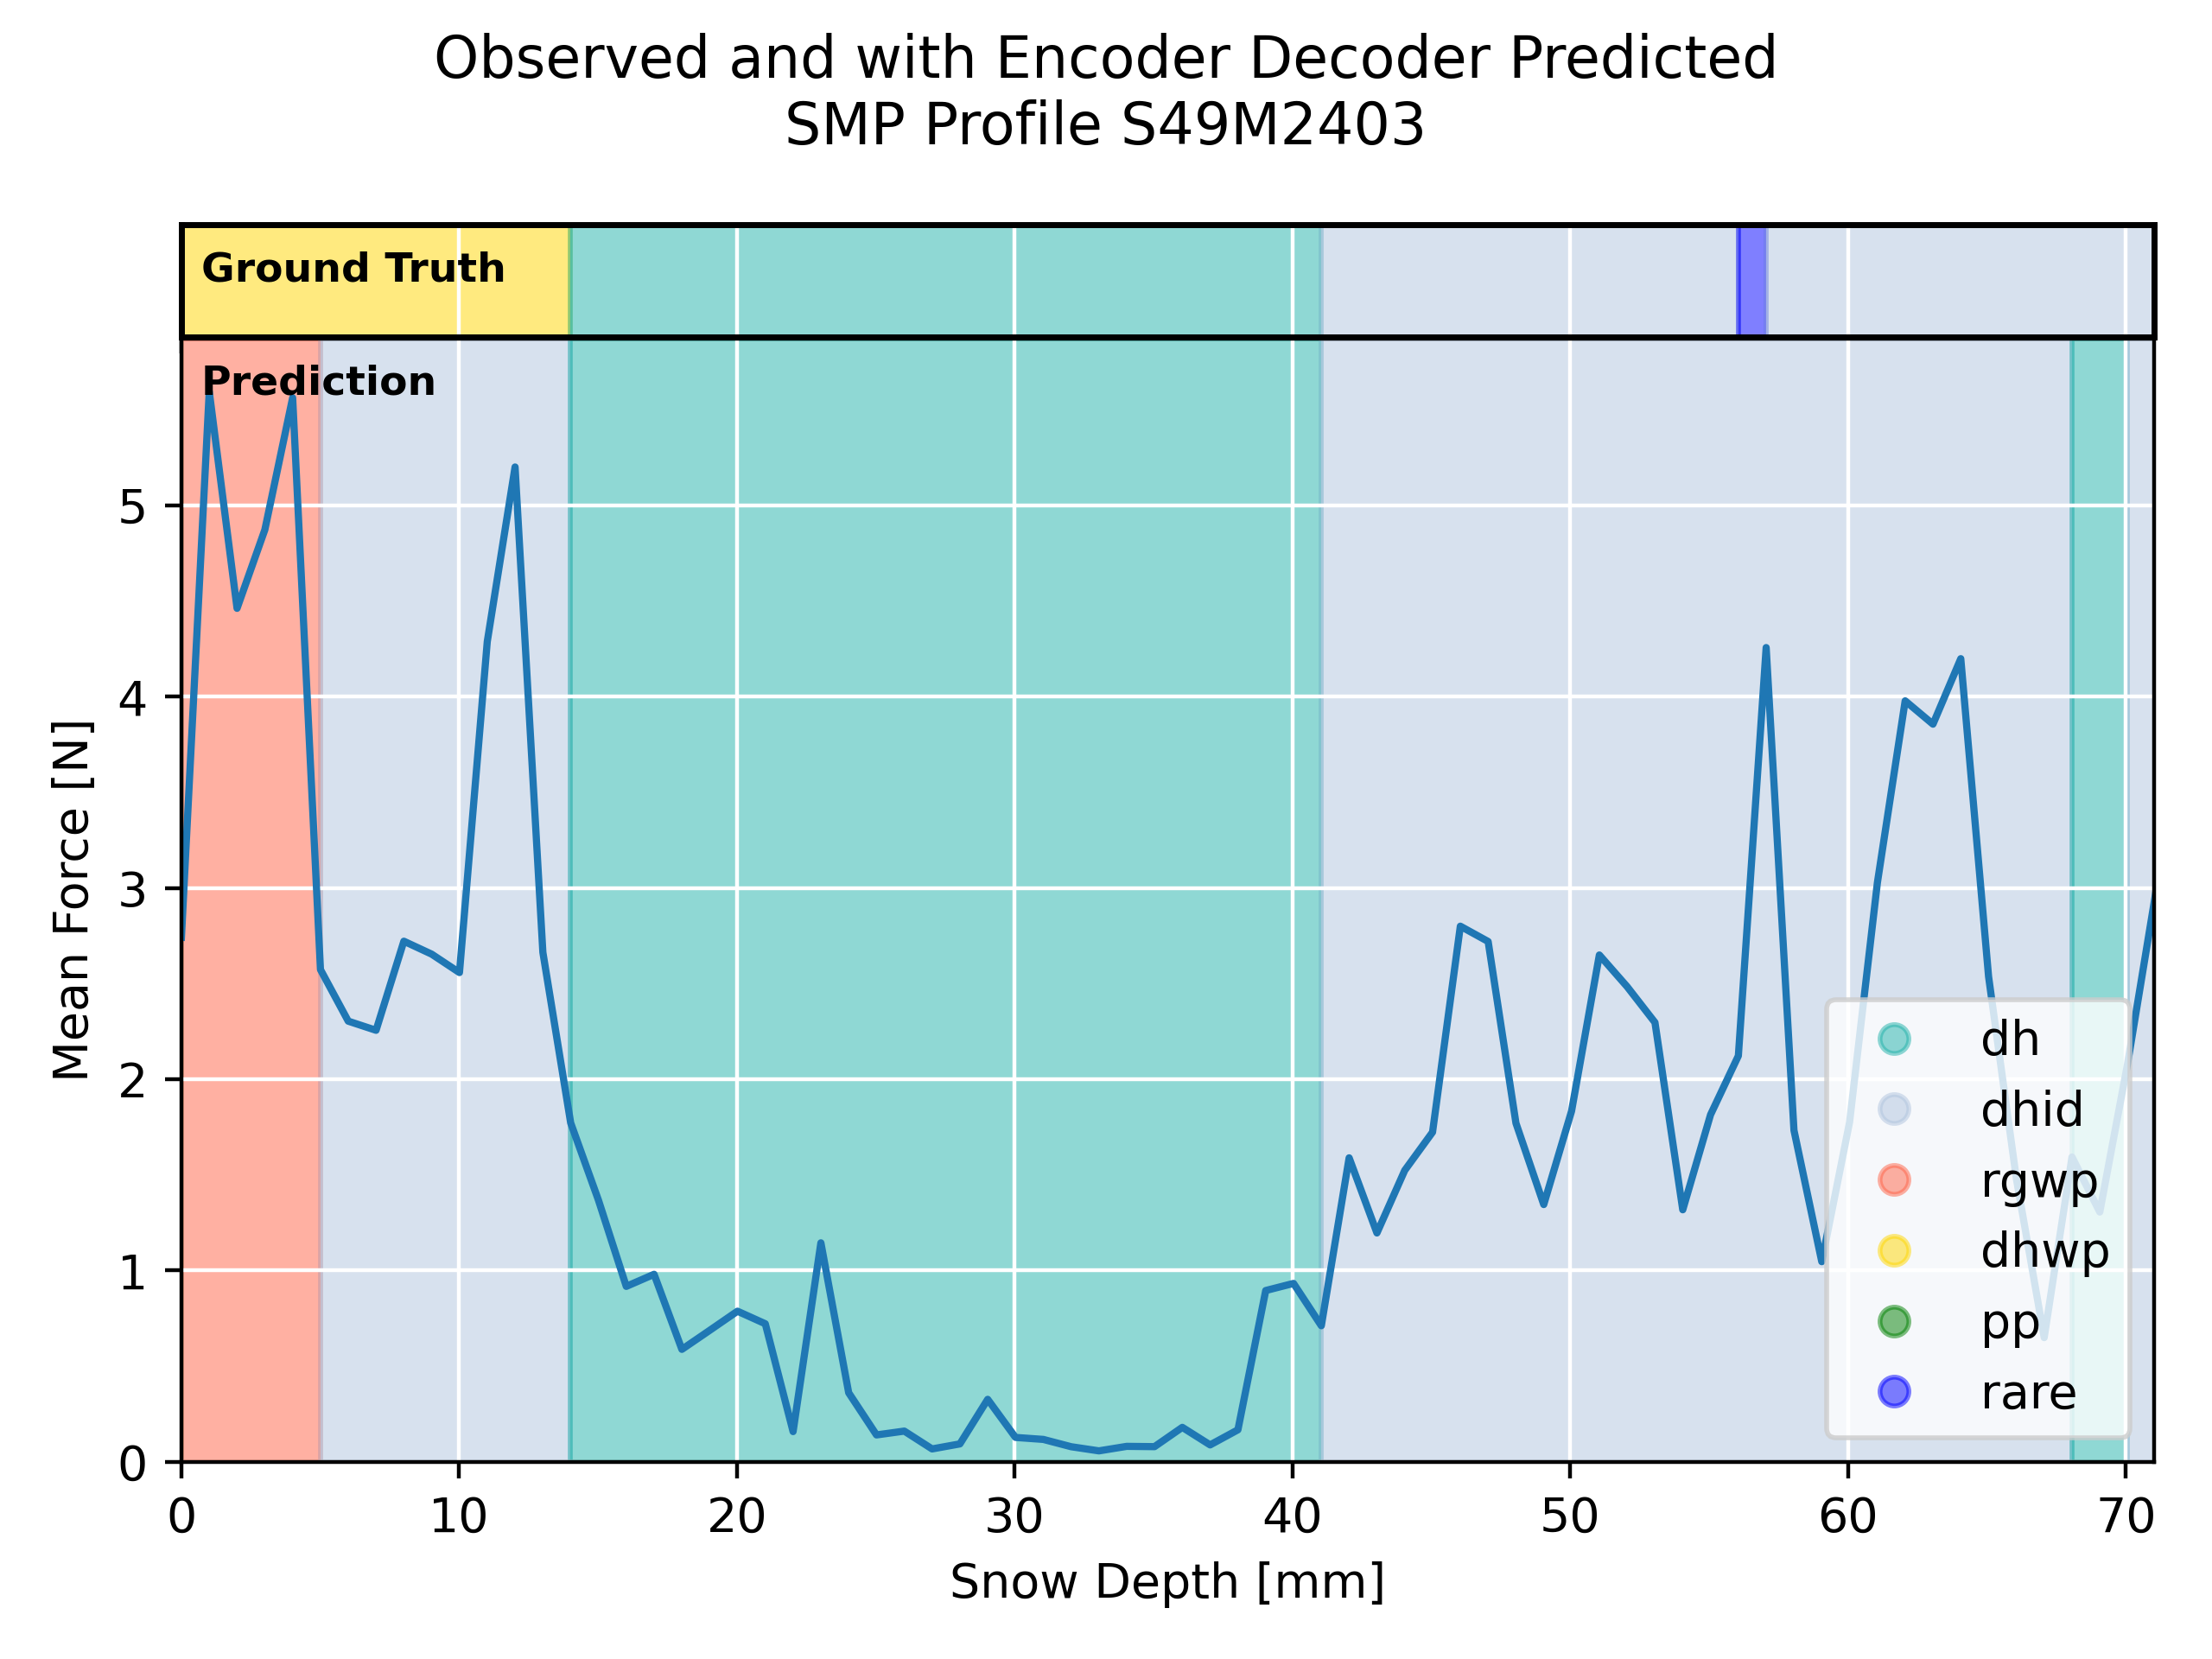 Observed and with Encoder Decoder Predicted
SMP Profile S49M2403
Ground Truth
Prediction
5
4
3
2
1
0
Mean Force [N]
dh
dhid
rgwp
dhwp
pp
rare
0 10 20 30 40 50 60 70
Snow Depth [mm]